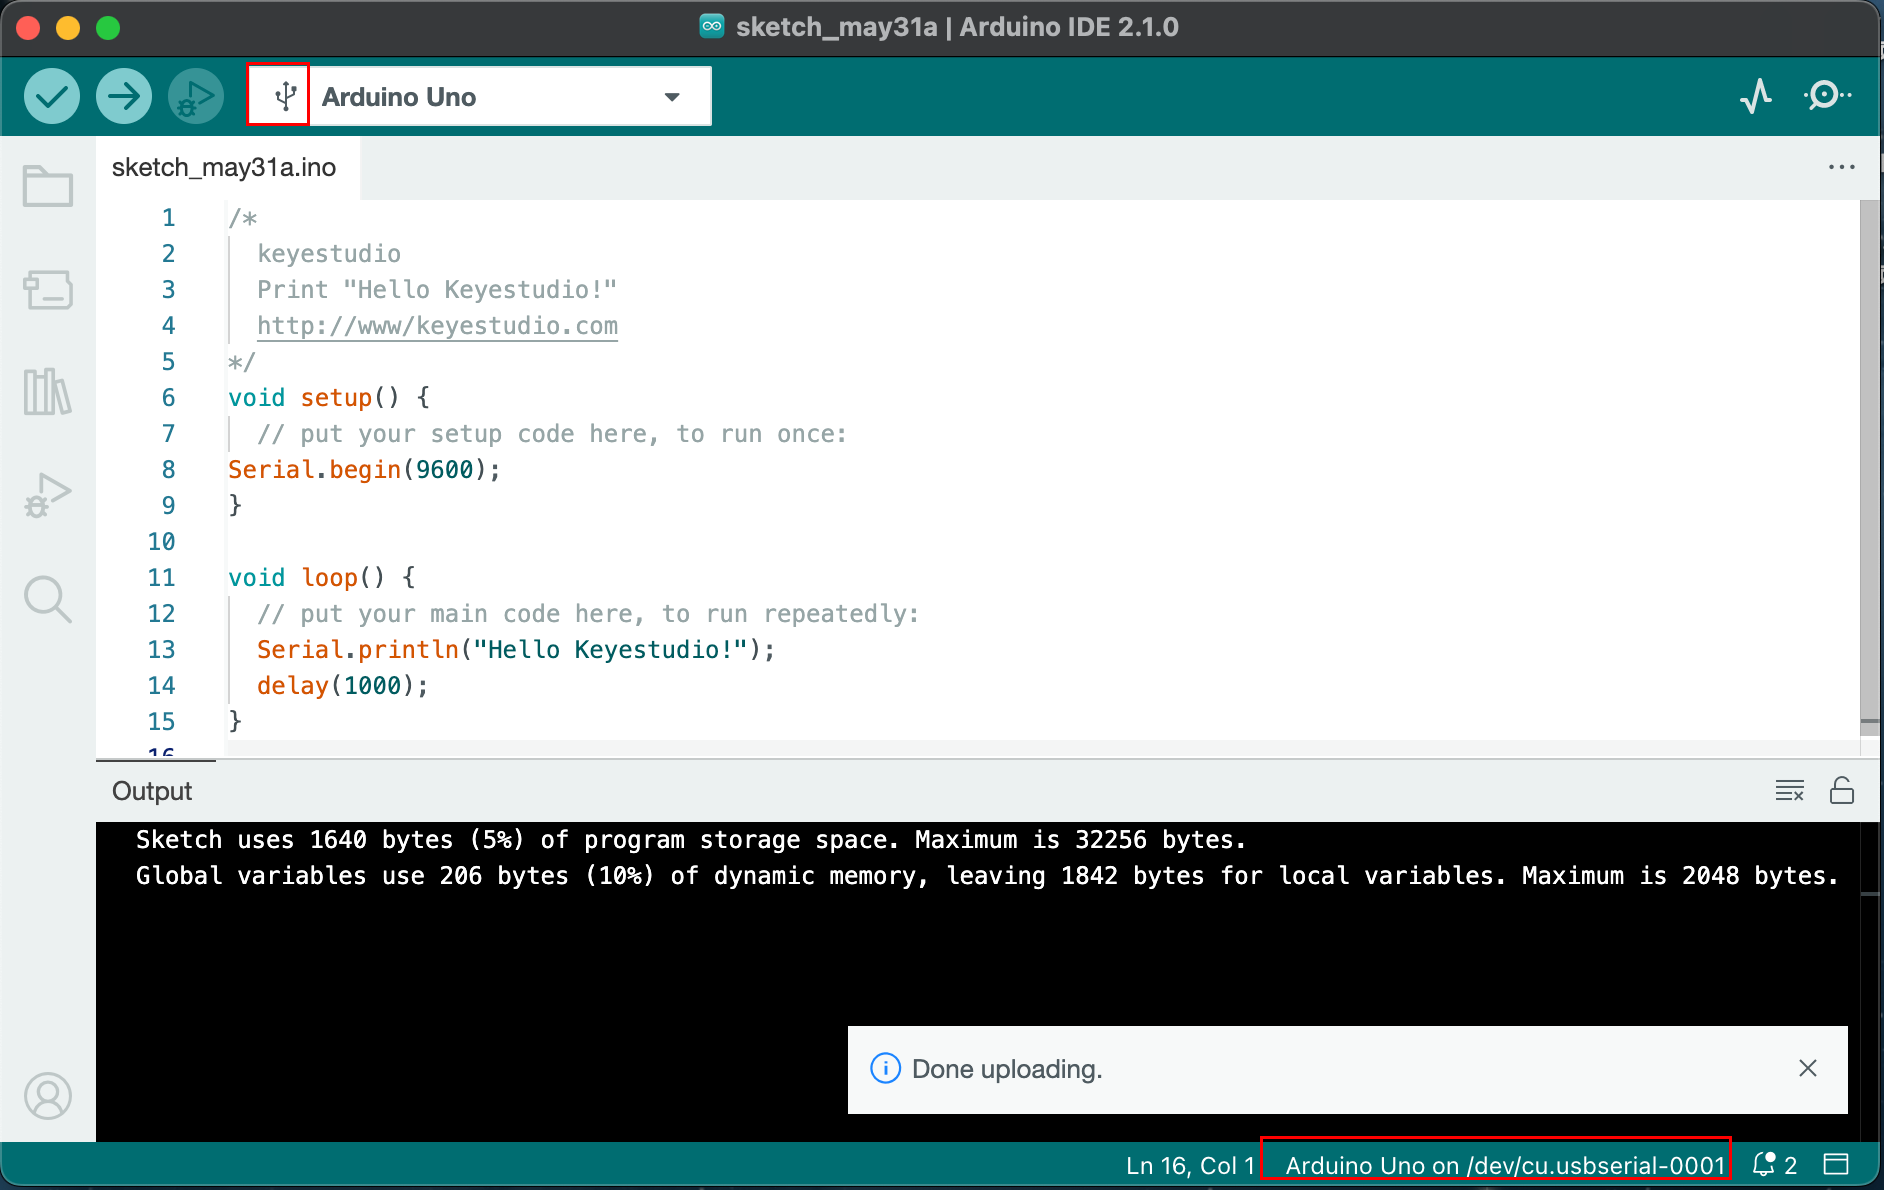 sketch_may31a | Arduino IDE 2.1.0
Arduino Uno
sketch_may31a.ino
1 /*
2 keyestudio
3 Print "Hello Keyestudio!"
4 http://www/keyestudio.com
5 */
6 void setup() {
7 // put your setup code here, to run once:
8 Serial.begin(9600);
9 }
10
11 void loop() {
12 // put your main code here, to run repeatedly:
13 Serial.println("Hello Keyestudio!");
14 delay(1000);
15 }
16
Output
Sketch uses 1640 bytes (5%) of program storage space. Maximum is 32256 bytes.
Global variables use 206 bytes (10%) of dynamic memory, leaving 1842 bytes for local variables. Maximum is 2048 bytes.
Done uploading.
Ln 16, Col 1 Arduino Uno on /dev/cu.usbserial-0001 2